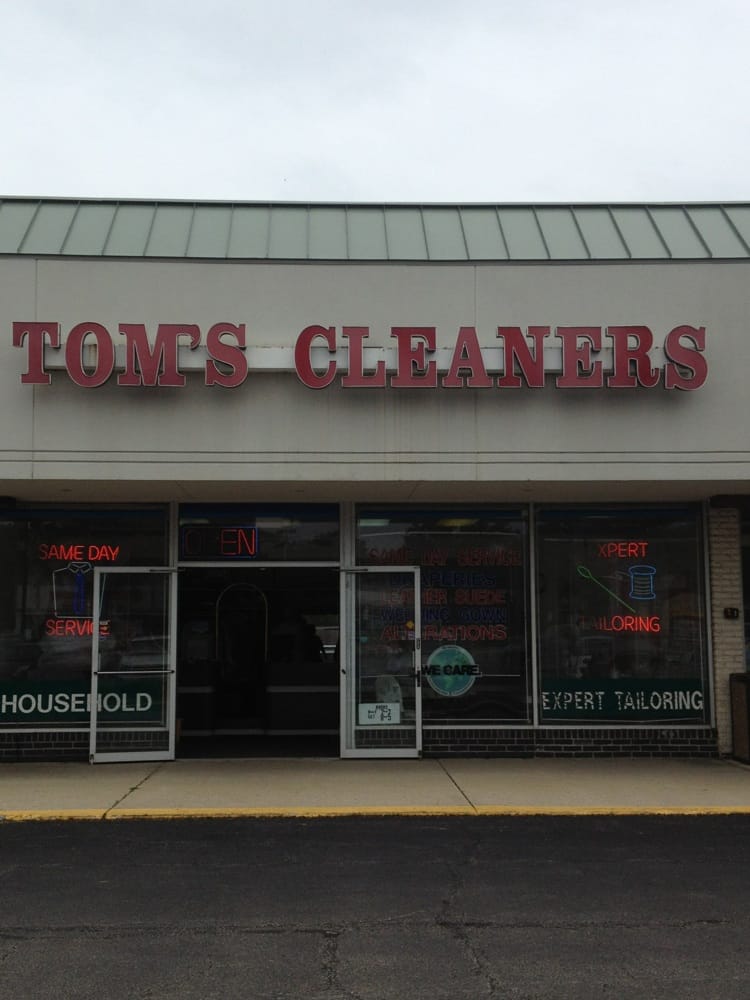 TOM'S CLEANERS
SAME DAY
SERVICE
OPEN
SAME DAY SERVICE
DRAPERIES
LEATHER SUEDE
WEDDING GOWN
ALTERATIONS
WE CARE
XPERT
TAILORING
HOUSEHOLD
EXPERT TAILORING